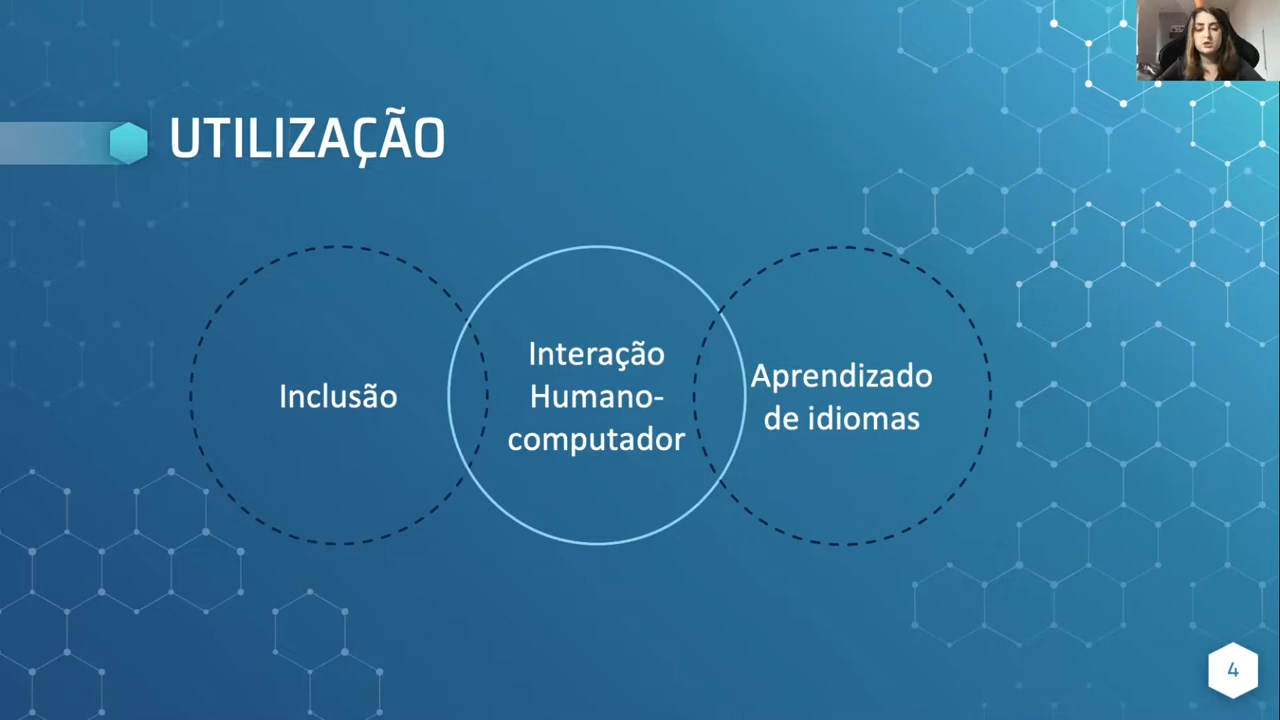 UTILIZAÇÃO
Inclusão
Interação
Humano-
computador
Aprendizado
de idiomas
4